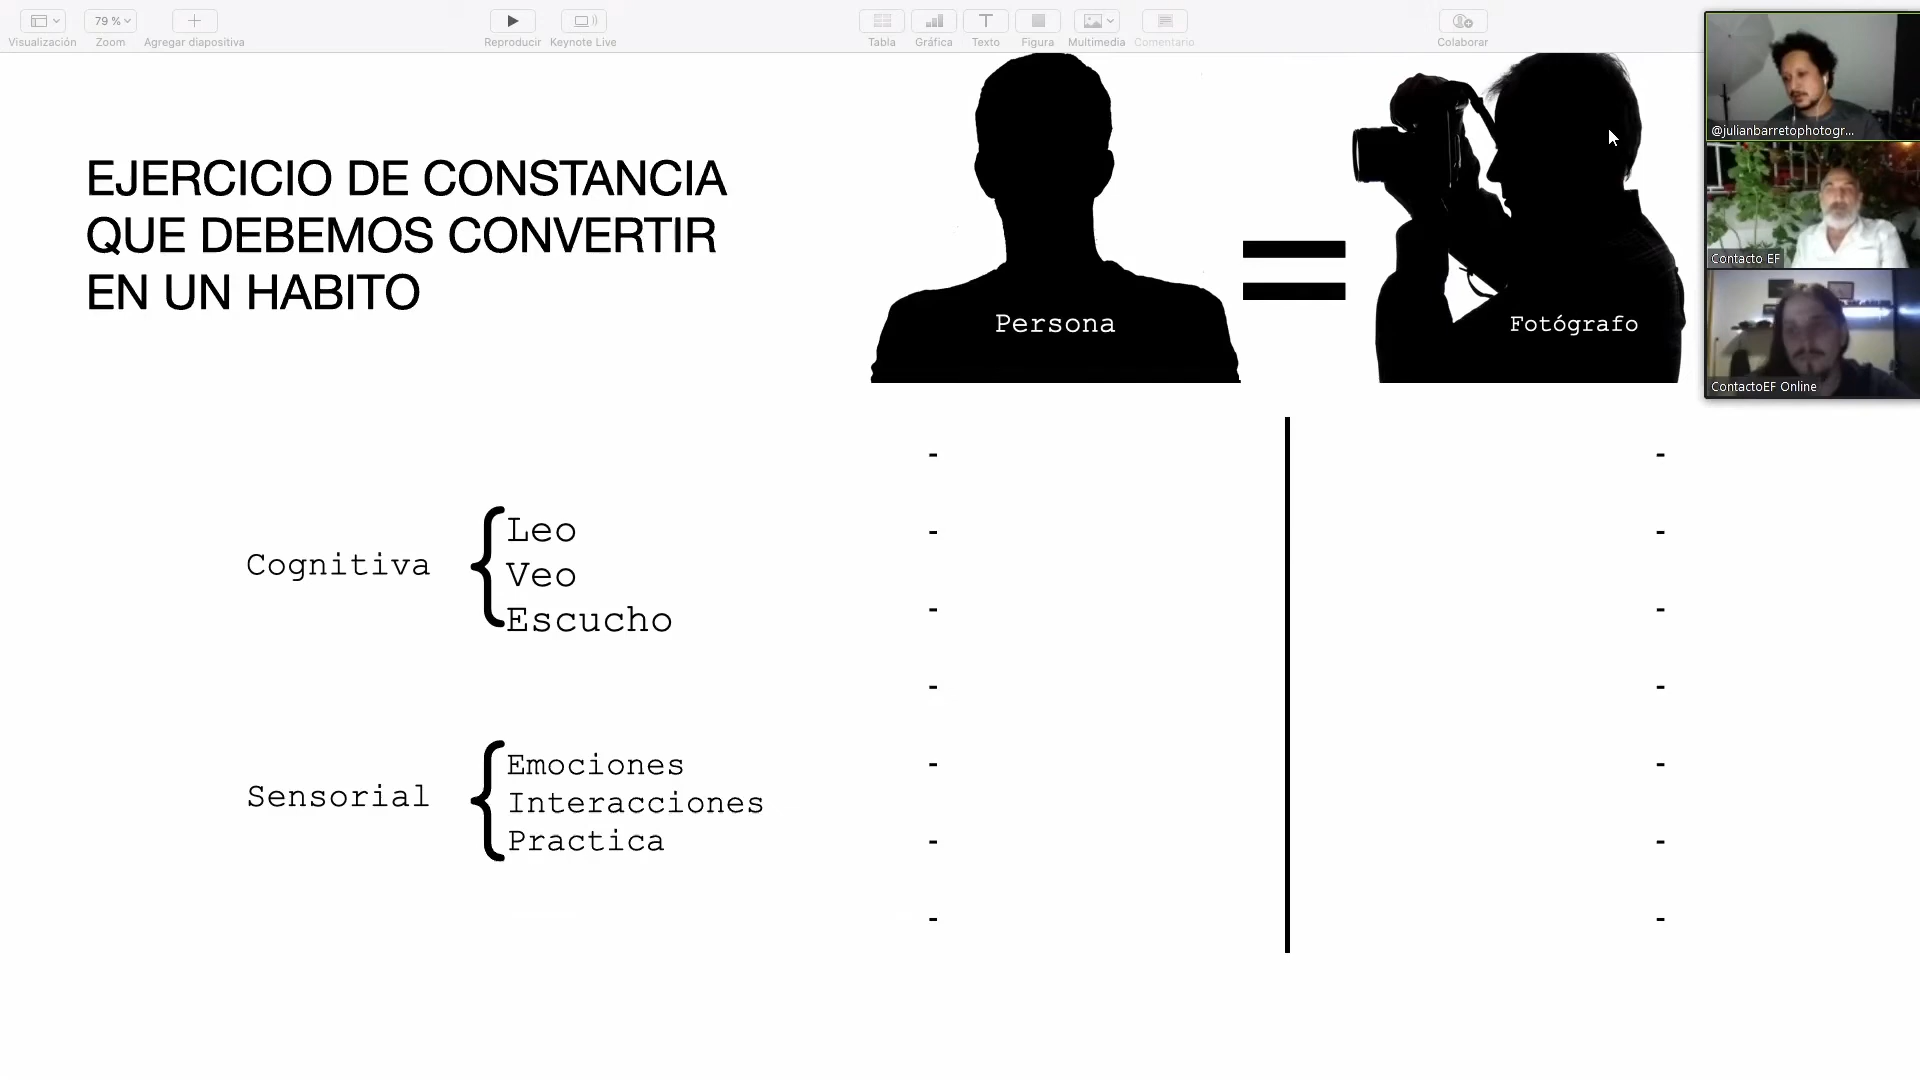 79 %
Visualización
Zoom
Agregar diapositiva
Reproducir
Keynote Live
Tabla
Gráfica
Texto
Figura
Multimedia
Comentario
Colaborar
@julianbarretophotogr...
Contacto EF
ContactoEF Online
EJERCICIO DE CONSTANCIA
QUE DEBEMOS CONVERTIR
EN UN HABITO
Persona
=
Fotógrafo
Cognitiva
Leo
Veo
Escucho
Sensorial
Emociones
Interacciones
Practica
-
-
-
-
-
-
-
-
-
-
-
-
-
-